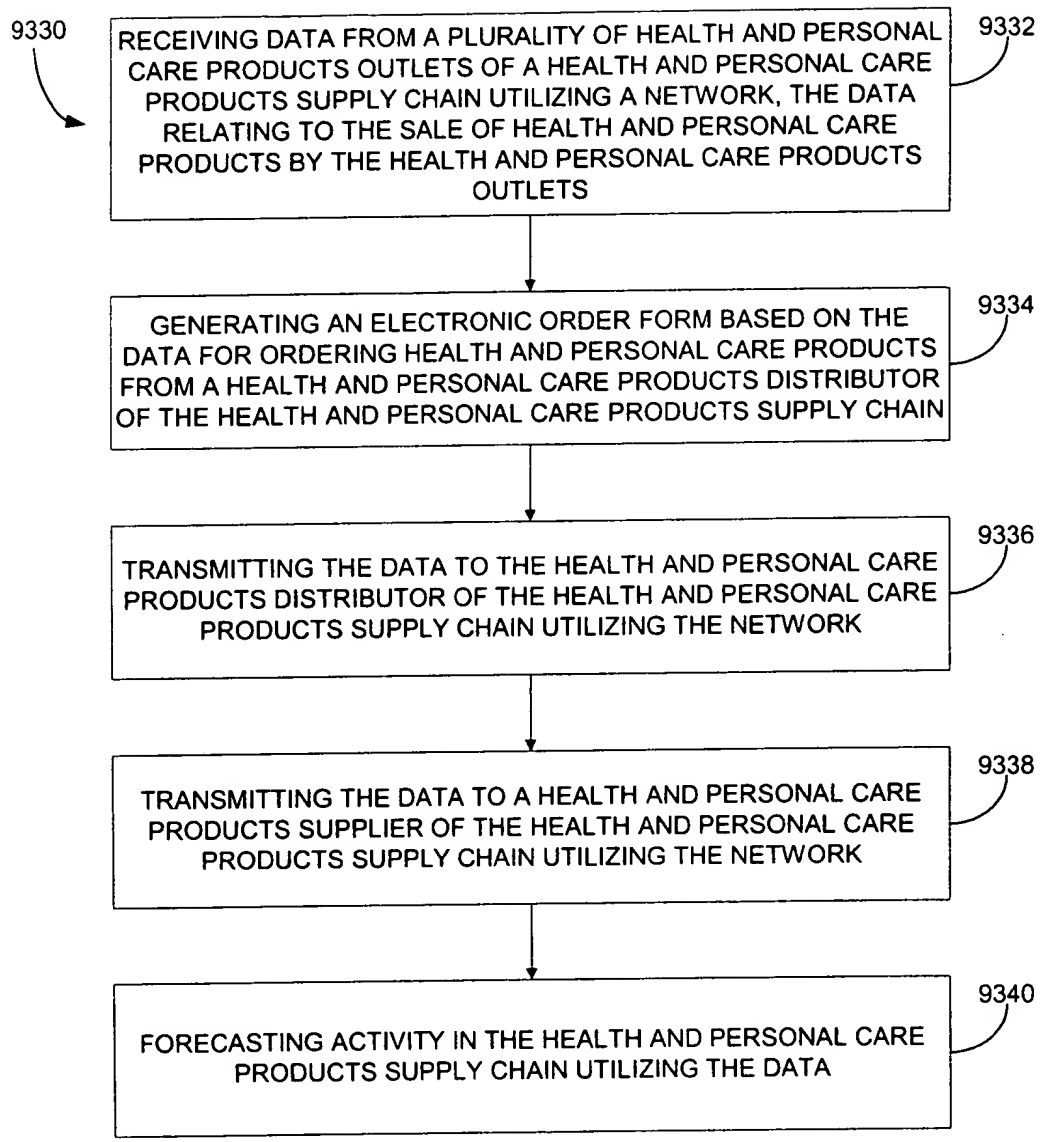 9330
RECEIVING DATA FROM A PLURALITY OF HEALTH AND PERSONAL
CARE PRODUCTS OUTLETS OF A HEALTH AND PERSONAL CARE
PRODUCTS SUPPLY CHAIN UTILIZING A NETWORK, THE DATA
RELATING TO THE SALE OF HEALTH AND PERSONAL CARE
PRODUCTS BY THE HEALTH AND PERSONAL CARE PRODUCTS
OUTLETS
9332
GENERATING AN ELECTRONIC ORDER FORM BASED ON THE
DATA FOR ORDERING HEALTH AND PERSONAL CARE PRODUCTS
FROM A HEALTH AND PERSONAL CARE PRODUCTS DISTRIBUTOR
OF THE HEALTH AND PERSONAL CARE PRODUCTS SUPPLY CHAIN
9334
TRANSMITTING THE DATA TO THE HEALTH AND PERSONAL CARE
PRODUCTS DISTRIBUTOR OF THE HEALTH AND PERSONAL CARE
PRODUCTS SUPPLY CHAIN UTILIZING THE NETWORK
9336
TRANSMITTING THE DATA TO A HEALTH AND PERSONAL CARE
PRODUCTS SUPPLIER OF THE HEALTH AND PERSONAL CARE
PRODUCTS SUPPLY CHAIN UTILIZING THE NETWORK
9338
FORECASTING ACTIVITY IN THE HEALTH AND PERSONAL CARE
PRODUCTS SUPPLY CHAIN UTILIZING THE DATA
9340